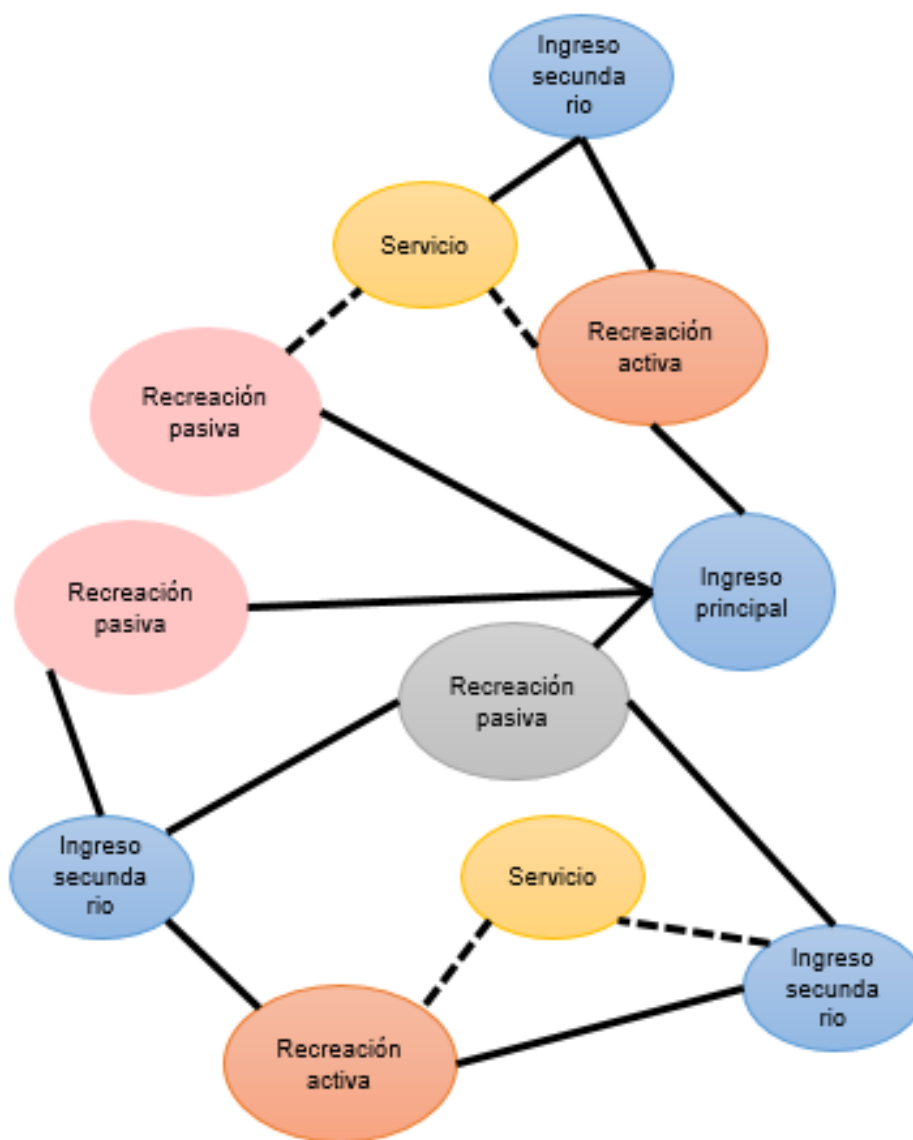 Ingreso
secunda
rio
Servicio
Recreación
activa
Recreación
pasiva
Ingreso
principal
Recreación
pasiva
Recreación
pasiva
Ingreso
secunda
rio
Servicio
Ingreso
secunda
rio
Recreación
activa